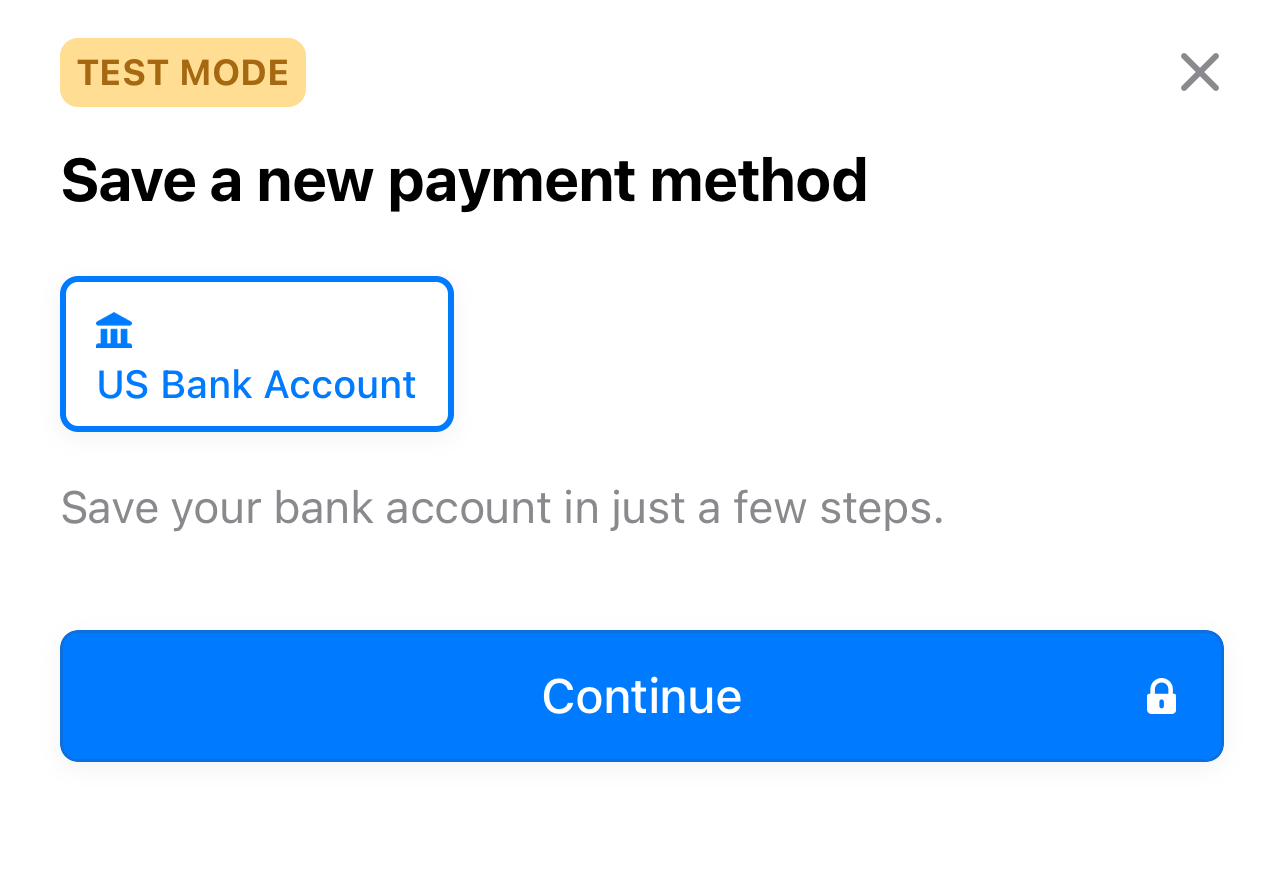 TEST MODE
Save a new payment method
US Bank Account
Save your bank account in just a few steps.
Continue